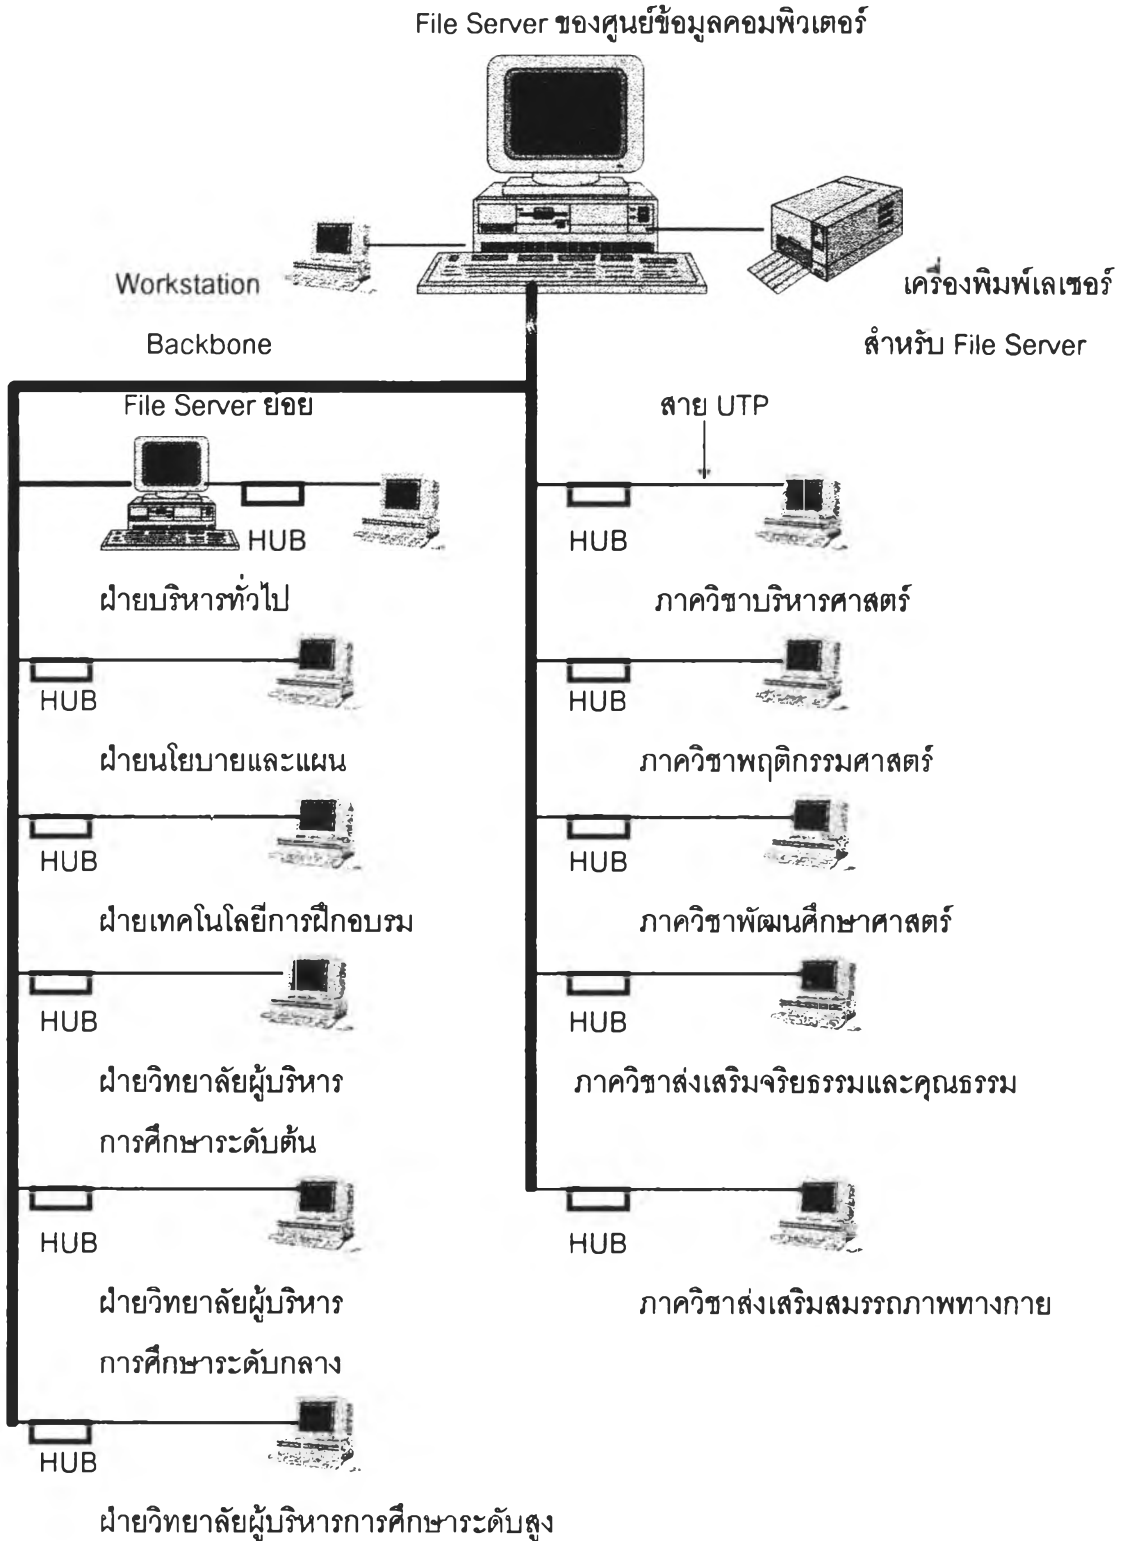 File Server ของศูนย์ข้อมูลคอมพิวเตอร์
Workstation
เครื่องพิมพ์เลเซอร์
Backbone
สำหรับ File Server
File Server ย่อย
สาย UTP
HUB
HUB
ฝ่ายบริหารทั่วไป
ภาควิชาบริหารศาสตร์
HUB
HUB
ฝ่ายนโยบายและแผน
ภาควิชาพฤติกรรมศาสตร์
HUB
HUB
ฝ่ายเทคโนโลยีการฝึกอบรม
ภาควิชาพัฒนศึกษาศาสตร์
HUB
HUB
ฝ่ายวิทยาลัยผู้บริหาร
ภาควิชาส่งเสริมจริยธรรมและคุณธรรม
การศึกษาระดับต้น
HUB
HUB
ฝ่ายวิทยาลัยผู้บริหาร
ภาควิชาส่งเสริมสมรรถภาพทางกาย
การศึกษาระดับกลาง
HUB
ฝ่ายวิทยาลัยผู้บริหารการศึกษาระดับสูง